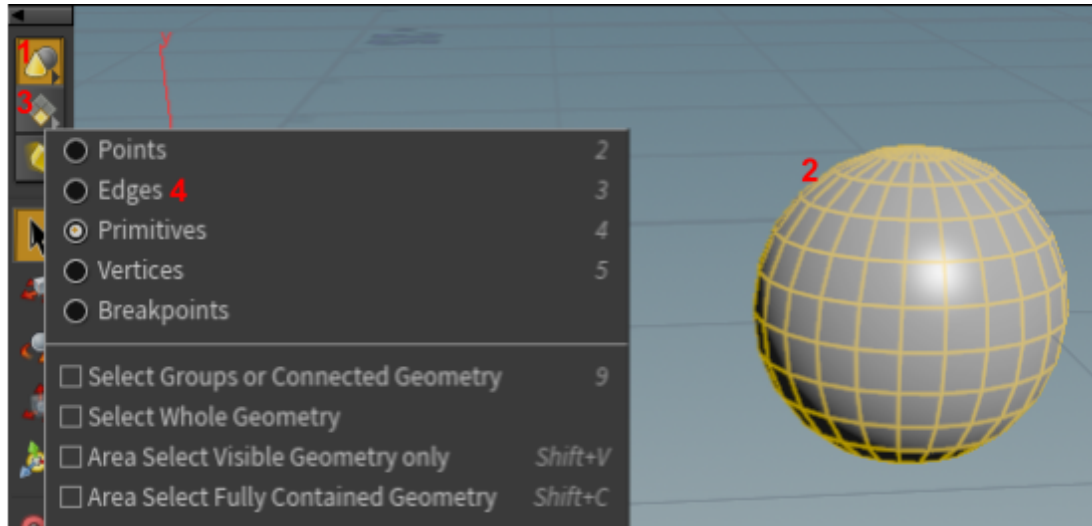 1
y
3
Points 2
Edges 4 3
Primitives 4
Vertices 5
Breakpoints
Select Groups or Connected Geometry 9
Select Whole Geometry
Area Select Visible Geometry only Shift+V
Area Select Fully Contained Geometry Shift+C
2